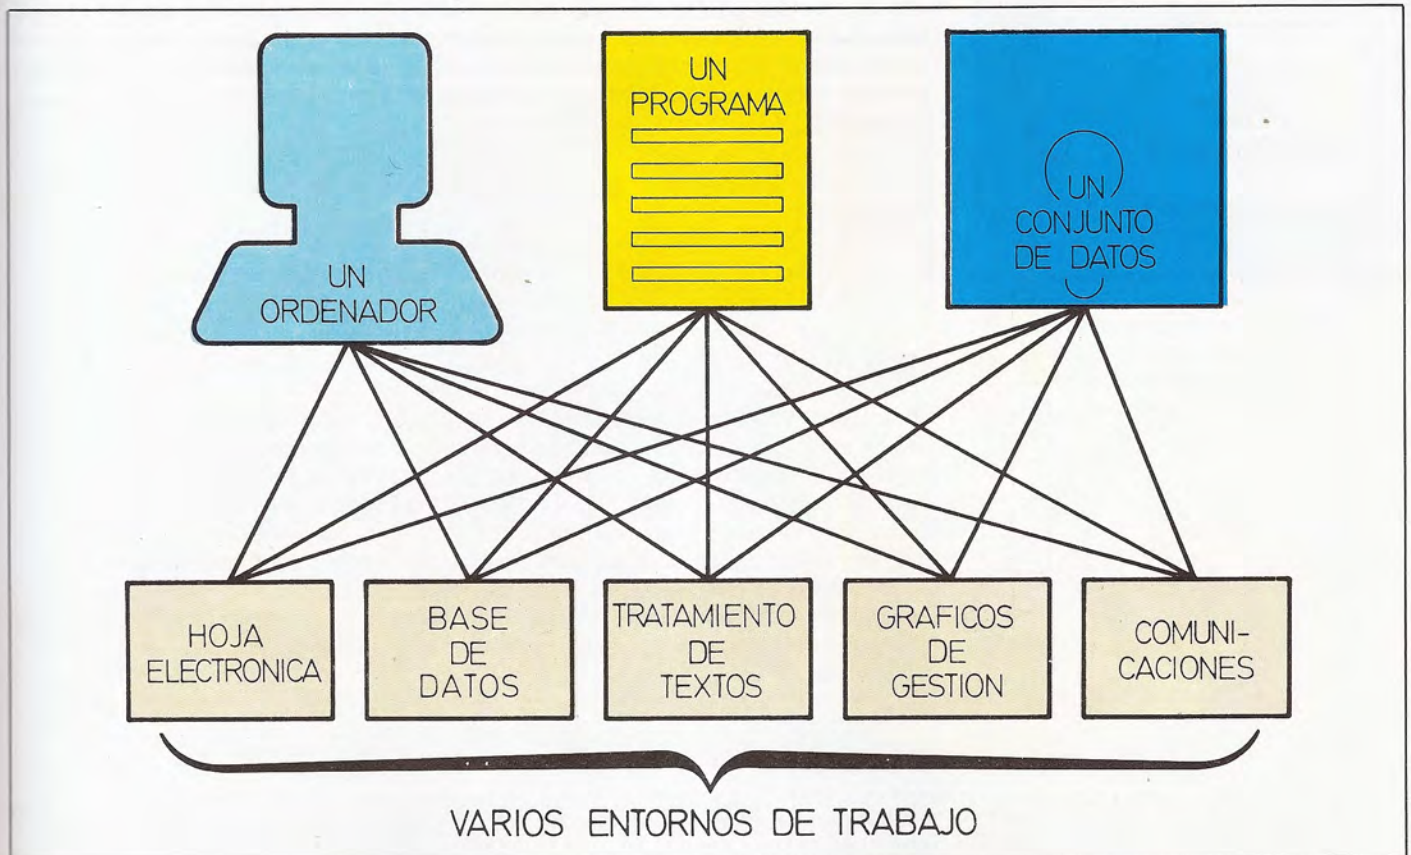 UN
PROGRAMA
UN
CONJUNTO
DE DATOS
UN
ORDENADOR
HOJA
ELECTRONICA
BASE
DE
DATOS
TRATAMIENTO
DE
TEXTOS
GRAFICOS
DE
GESTION
COMUNI-
CACIONES
VARIOS ENTORNOS DE TRABAJO